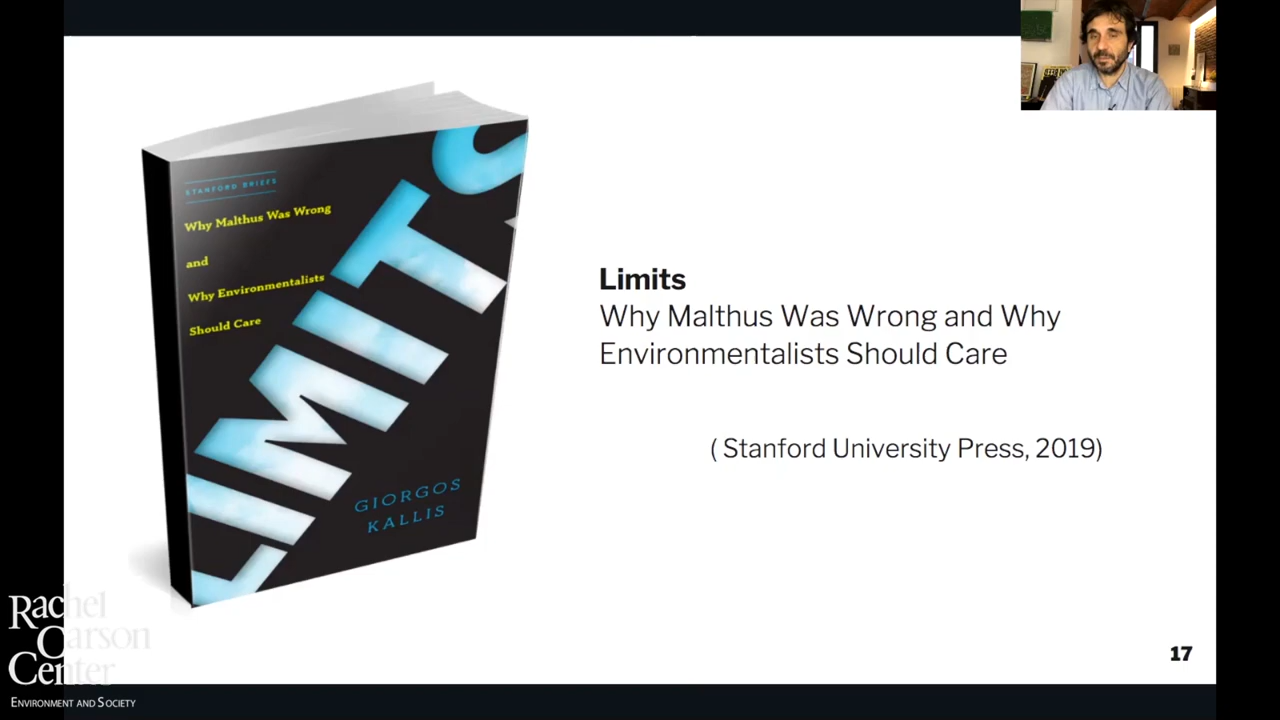 STANFORD BRIEFS
Why Malthus Was Wrong
and
Why Environmentalists
Should Care
LIMITS
GIORGOS
KALLIS
Limits
Why Malthus Was Wrong and Why
Environmentalists Should Care
( Stanford University Press, 2019)
17
Rachel
Carson
Center
ENVIRONMENT AND SOCIETY